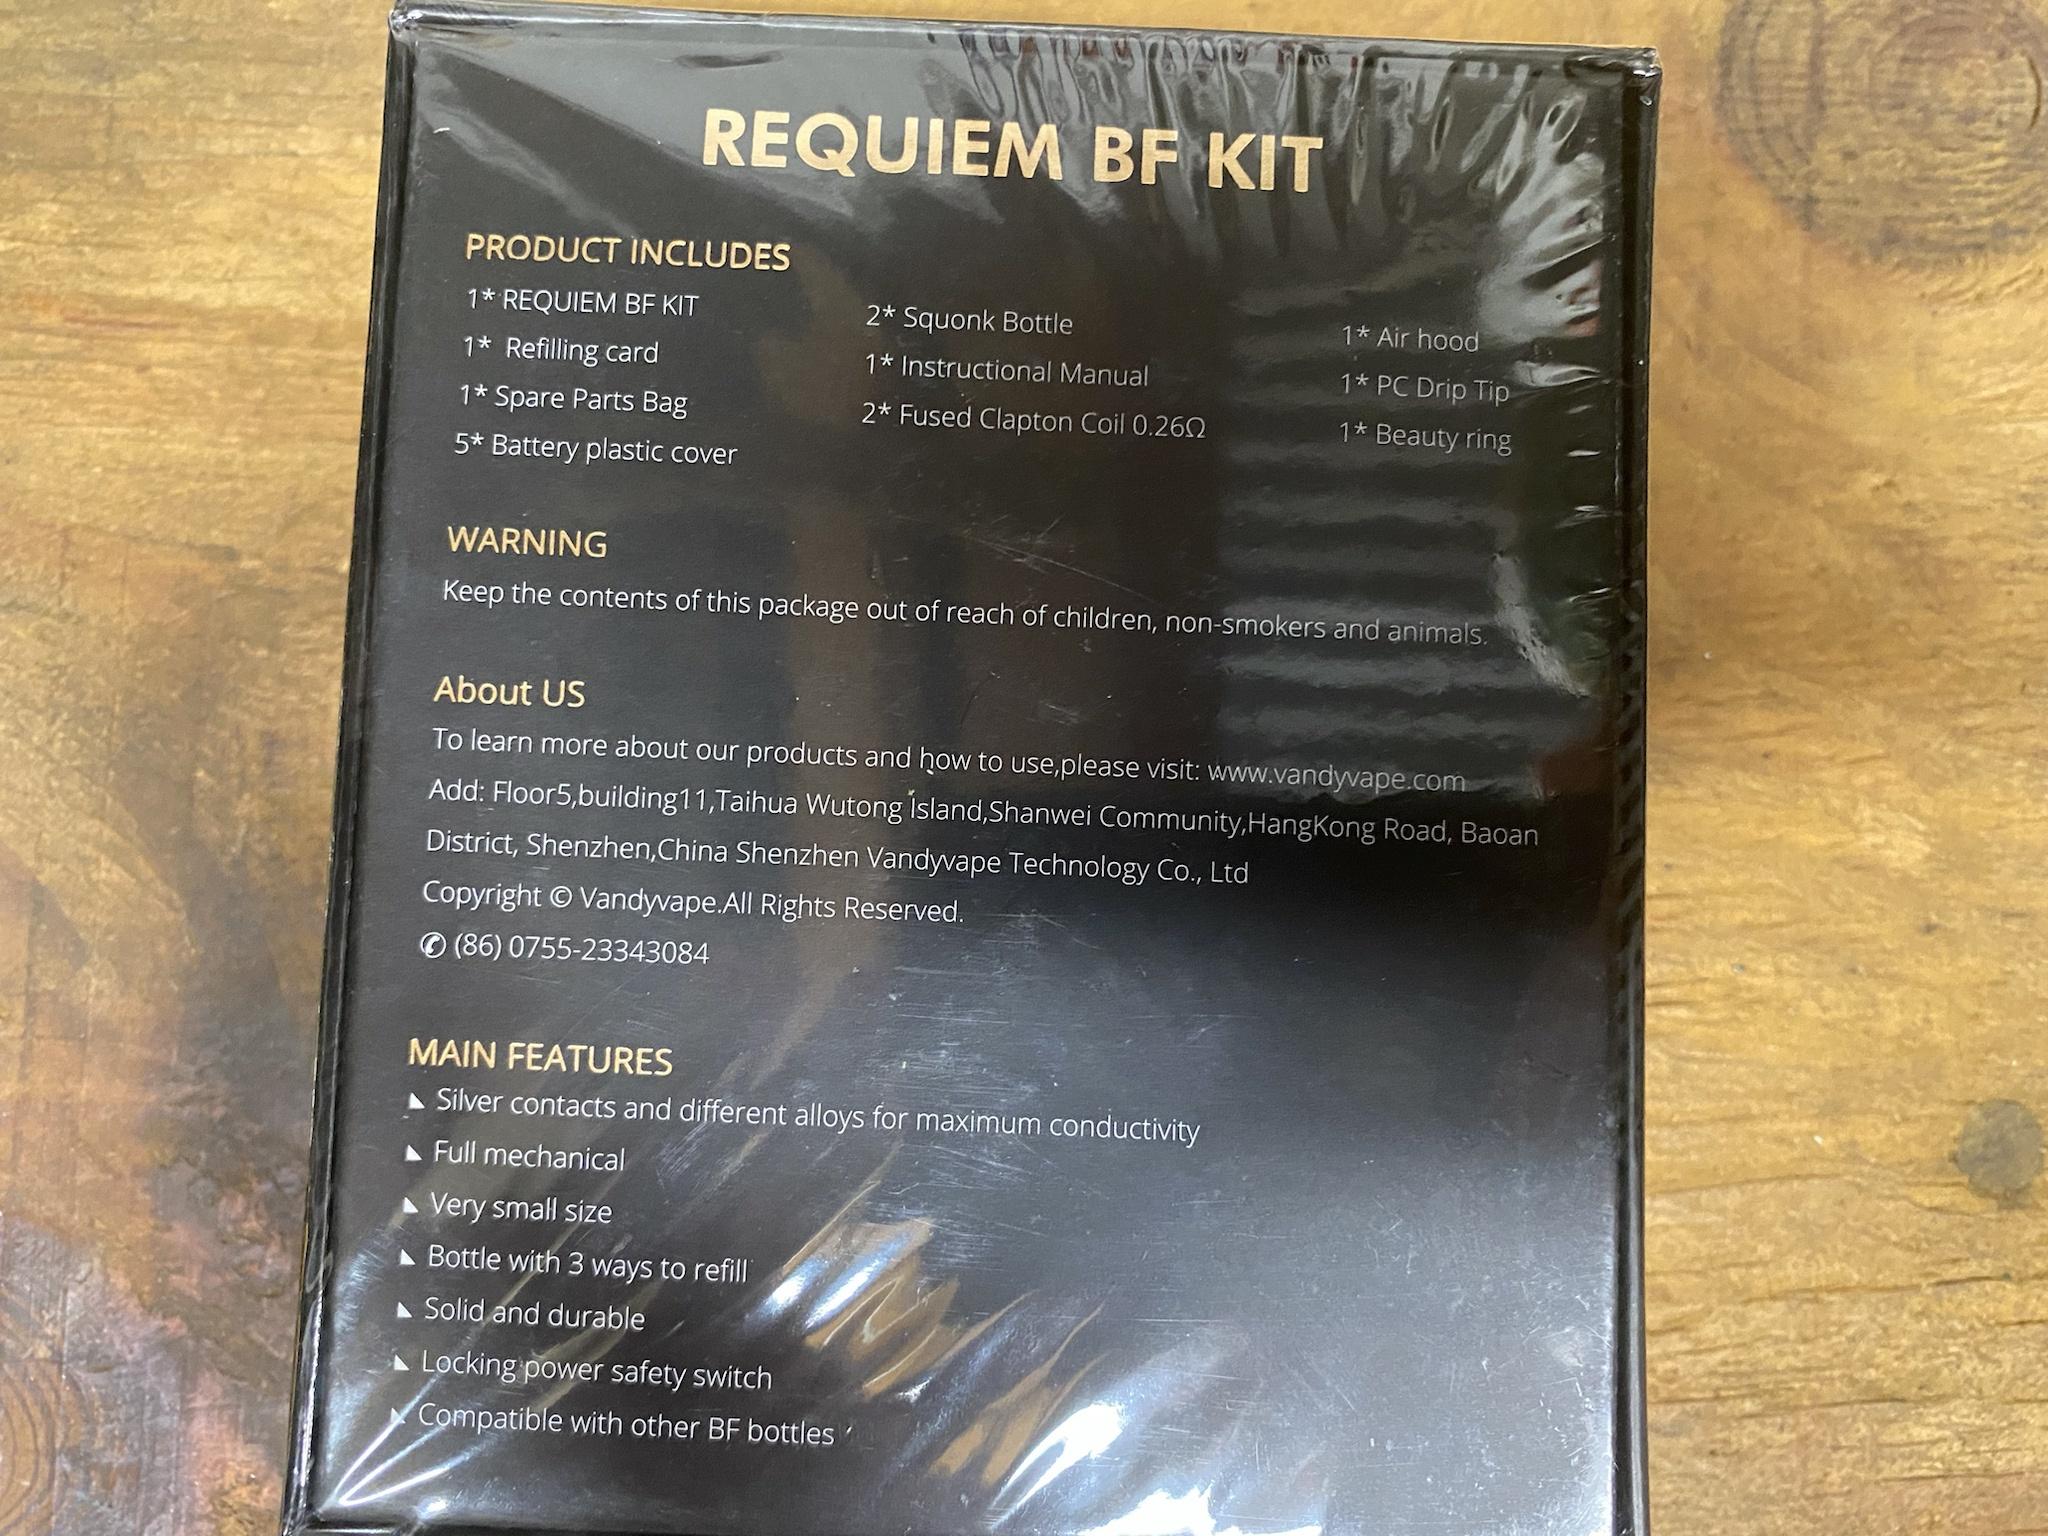 REQUIEM BF KIT
PRODUCT INCLUDES
1* REQUIEM BF KIT
1* Refilling card
1* Spare Parts Bag
5* Battery plastic cover
2* Squonk Bottle
1* Instructional Manual
2* Fused Clapton Coil 0.26Ω
1* Air hood
1* PC Drip Tip
1* Beauty ring
WARNING
Keep the contents of this package out of reach of children, non-smokers and animals.
About US
To learn more about our products and how to use,please visit: www.vandyvape.com
Add: Floor5,building11,Taihua Wutong Island,Shanwei Community,HangKong Road, Baoan
District, Shenzhen,China Shenzhen Vandyvape Technology Co., Ltd
Copyright © Vandyvape.All Rights Reserved.
✆ (86) 0755-23343084
MAIN FEATURES
Silver contacts and different alloys for maximum conductivity
Full mechanical
Very small size
Bottle with 3 ways to refill
Solid and durable
Locking power safety switch
Compatible with other BF bottles